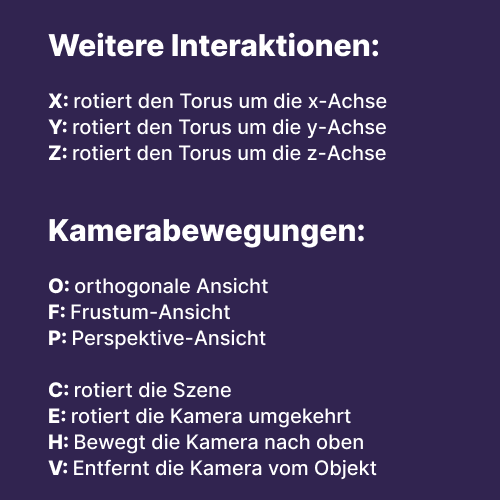 Weitere Interaktionen:
X: rotiert den Torus um die x-Achse
Y: rotiert den Torus um die y-Achse
Z: rotiert den Torus um die z-Achse
Kamerabewegungen:
O: orthogonale Ansicht
F: Frustum-Ansicht
P: Perspektive-Ansicht
C: rotiert die Szene
E: rotiert die Kamera umgekehrt
H: Bewegt die Kamera nach oben
V: Entfernt die Kamera vom Objekt